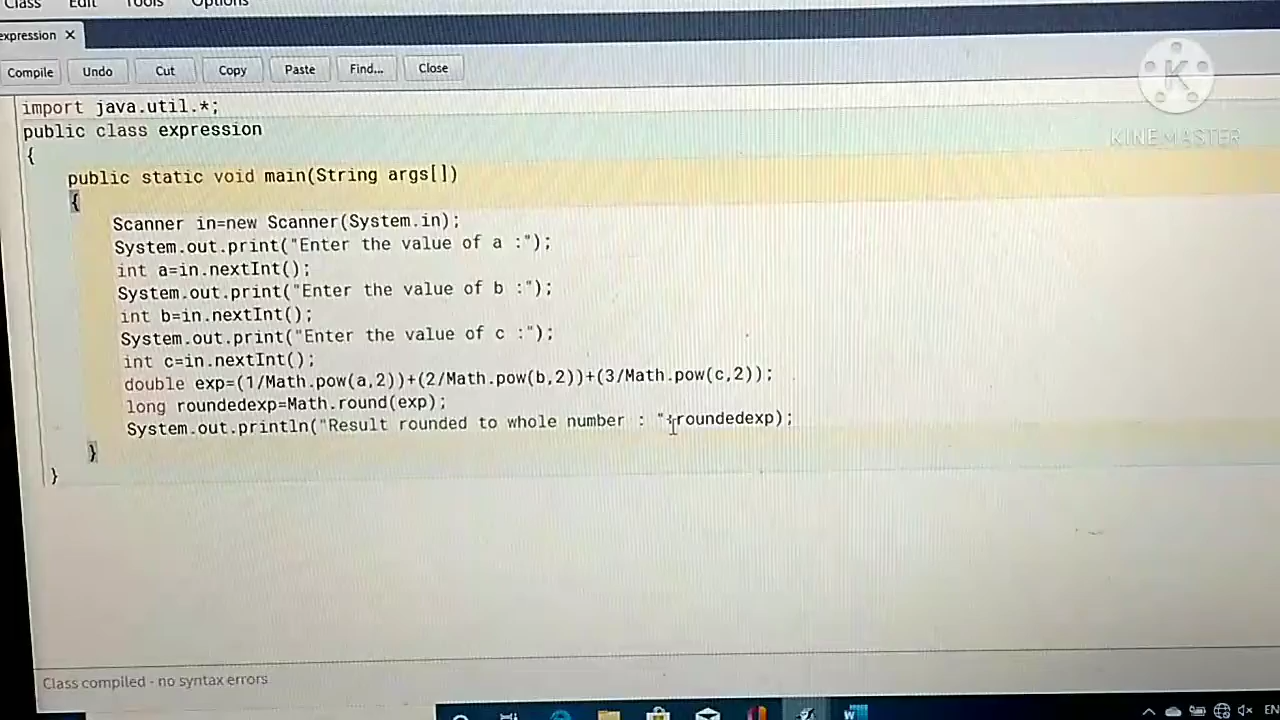 Class Edit Tools Options
expression X
Compile Undo Cut Copy Paste Find... Close
K
KINEMASTER
import java.util.*;
public class expression
{
public static void main(String args[])
{
Scanner in=new Scanner(System.in);
System.out.print("Enter the value of a :");
int a=in.nextInt();
System.out.print("Enter the value of b :");
int b=in.nextInt();
System.out.print("Enter the value of c :");
int c=in.nextInt();
double exp=(1/Math.pow(a,2))+(2/Math.pow(b,2))+(3/Math.pow(c,2));
long roundedexp=Math.round(exp);
System.out.println("Result rounded to whole number : "+roundedexp);
}
}
Class compiled - no syntax errors
W
EN